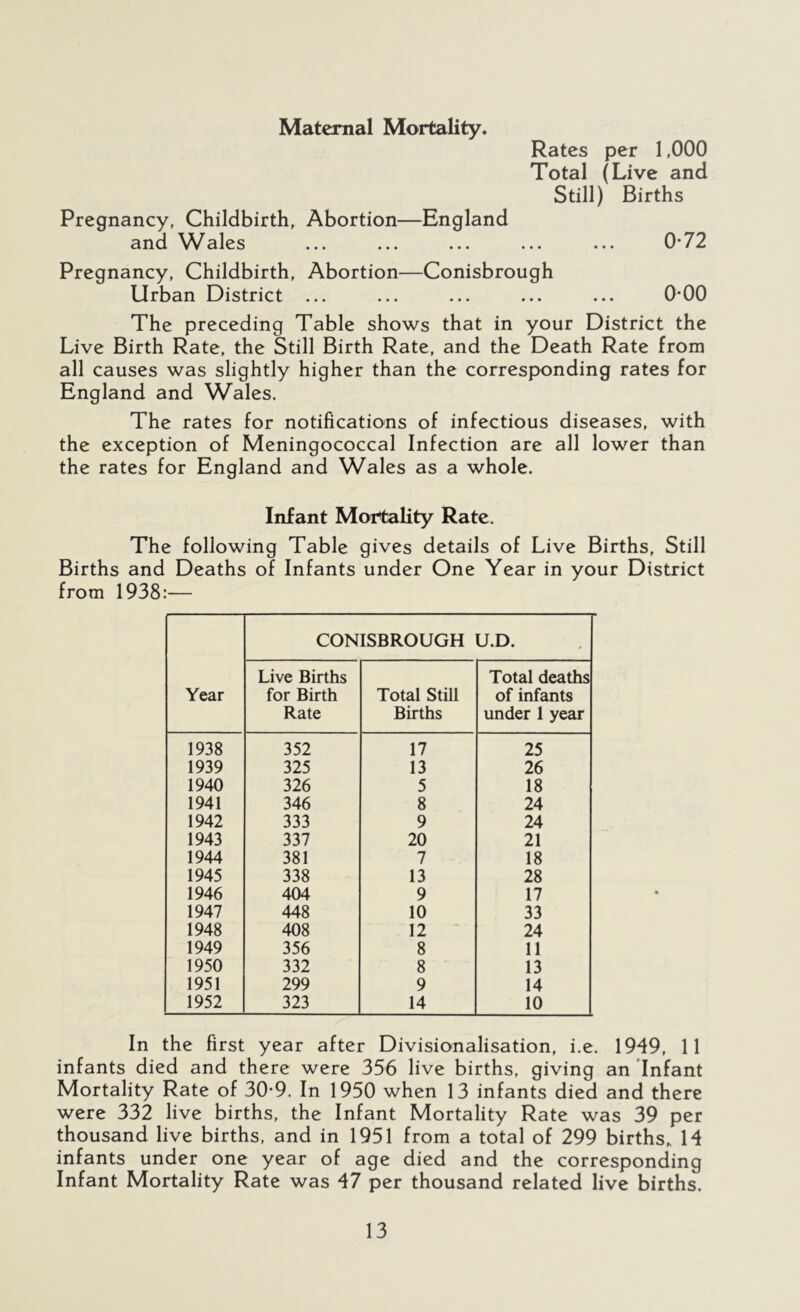 Maternal Mortality.
Rates per 1,000
Total (Live and
Still) Births
Pregnancy, Childbirth, Abortion—England
and Wales ... ... ... ... ... 0·72
Pregnancy, Childbirth, Abortion—Conisbrough
Urban District ... ... ... ... ... 0·00
The preceding Table shows that in your District the
Live Birth Rate, the Still Birth Rate, and the Death Rate from
all causes was slightly higher than the corresponding rates for
England and Wales.
The rates for notifications of infectious diseases, with
the exception of Meningococcal Infection are all lower than
the rates for England and Wales as a whole.
Infant Mortality Rate.
The following Table gives details of Live Births, Still
Births and Deaths of Infants under One Year in your District
from 1938:—
CONISBROUGH U.D.
Year | Live Births for Birth Rate | Total Still Births | Total deaths of infants under 1 year
1938 352 17 25
1939 325 13 26
1940 326 5 18
1941 346 8 24
1942 333 9 24
1943 337 20 21
1944 381 7 18
1945 338 13 28
1946 404 9 17
1947 448 10 33
1948 408 12 24
1949 356 8 11
1950 332 8 13
1951 299 9 14
1952 323 14 10
In the first year after Divisionalisation, i.e. 1949, 11
infants died and there were 356 live births, giving an Infant
Mortality Rate of 30·9. In 1950 when 13 infants died and there
were 332 live births, the Infant Mortality Rate was 39 per
thousand live births, and in 1951 from a total of 299 births, 14
infants under one year of age died and the corresponding
Infant Mortality Rate was 47 per thousand related live births.
13